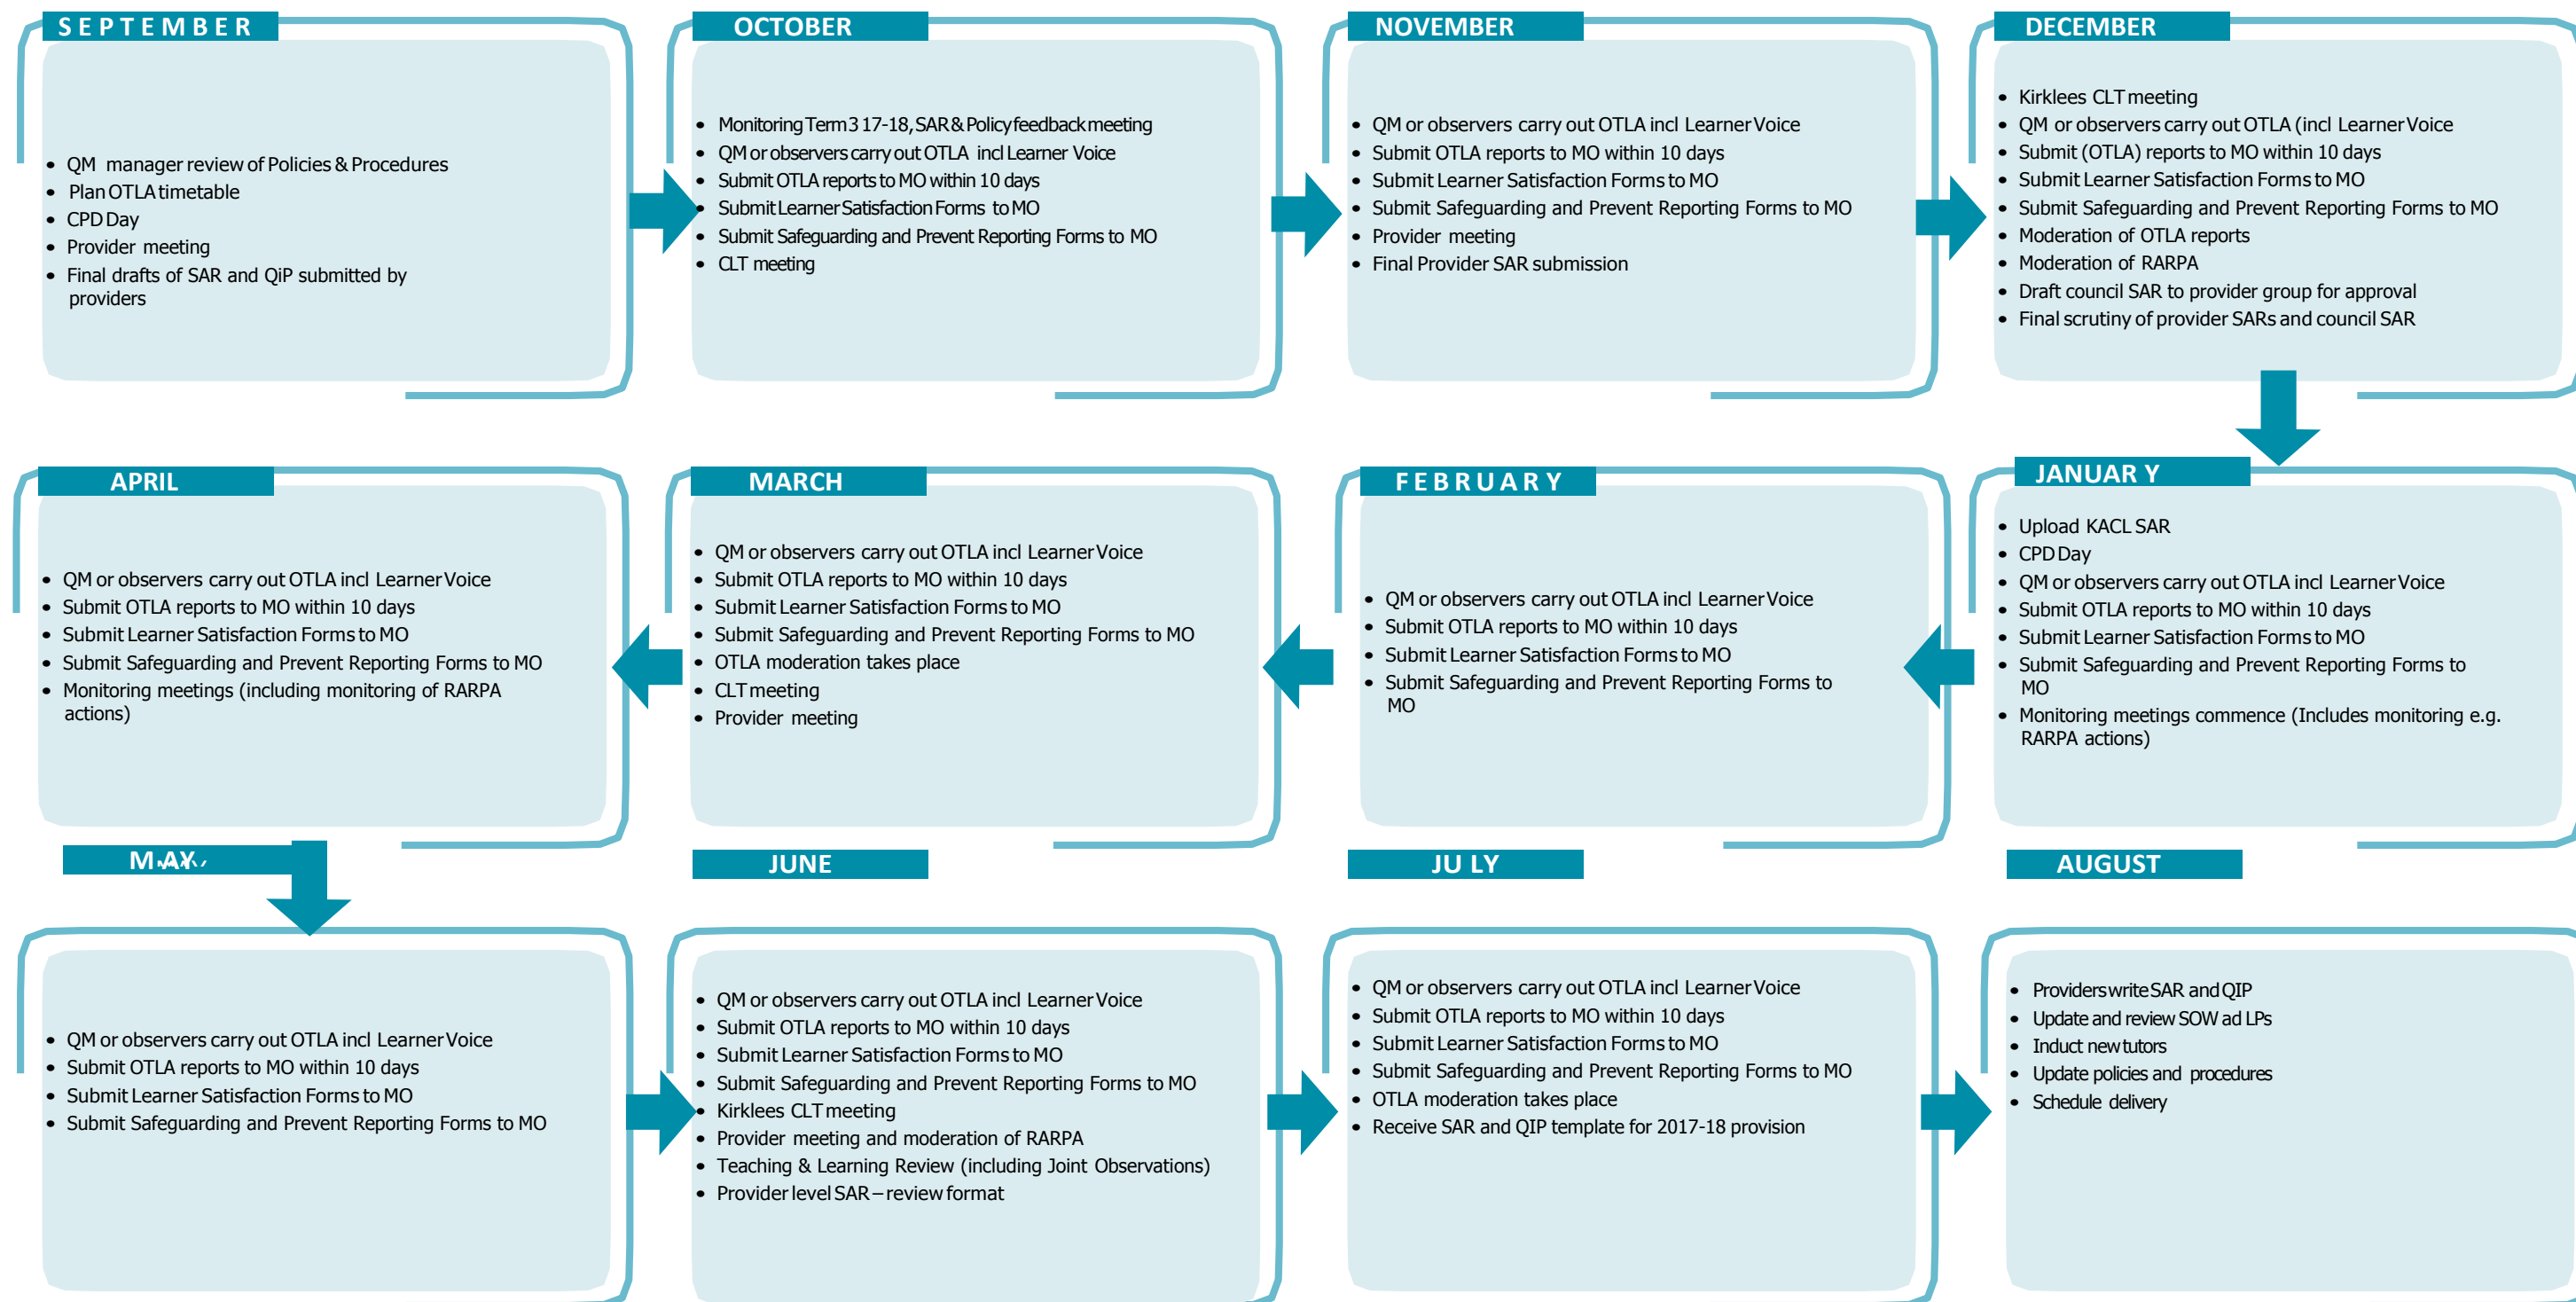 SEPTEMBER
• QM manager review of Policies & Procedures
• Plan OTLA timetable
• CPD Day
• Provider meeting
• Final drafts of SAR and QiP submitted by
providers
OCTOBER
• Monitoring Term 3 17-18, SAR & Policy feedback meeting
• QM or observers carry out OTLA incl Learner Voice
• Submit OTLA reports to MO within 10 days
• Submit Learner Satisfaction Forms to MO
• Submit Safeguarding and Prevent Reporting Forms to MO
• CLT meeting
NOVEMBER
• QM or observers carry out OTLA incl Learner Voice
• Submit OTLA reports to MO within 10 days
• Submit Learner Satisfaction Forms to MO
• Submit Safeguarding and Prevent Reporting Forms to MO
• Provider meeting
• Final Provider SAR submission
DECEMBER
• Kirklees CLT meeting
• QM or observers carry out OTLA (incl Learner Voice
• Submit (OTLA) reports to MO within 10 days
• Submit Learner Satisfaction Forms to MO
• Submit Safeguarding and Prevent Reporting Forms to MO
• Moderation of OTLA reports
• Moderation of RARPA
• Draft council SAR to provider group for approval
• Final scrutiny of provider SARs and council SAR
JANUARY
• Upload KACL SAR
• CPD Day
• QM or observers carry out OTLA incl Learner Voice
• Submit OTLA reports to MO within 10 days
• Submit Learner Satisfaction Forms to MO
• Submit Safeguarding and Prevent Reporting Forms to
MO
• Monitoring meetings commence (Includes monitoring e.g.
RARPA actions)
FEBRUARY
• QM or observers carry out OTLA incl Learner Voice
• Submit OTLA reports to MO within 10 days
• Submit Learner Satisfaction Forms to MO
• Submit Safeguarding and Prevent Reporting Forms to
MO
MARCH
• QM or observers carry out OTLA incl Learner Voice
• Submit OTLA reports to MO within 10 days
• Submit Learner Satisfaction Forms to MO
• Submit Safeguarding and Prevent Reporting Forms to MO
• OTLA moderation takes place
• CLT meeting
• Provider meeting
APRIL
• QM or observers carry out OTLA incl Learner Voice
• Submit OTLA reports to MO within 10 days
• Submit Learner Satisfaction Forms to MO
• Submit Safeguarding and Prevent Reporting Forms to MO
• Monitoring meetings (including monitoring of RARPA
actions)
MAY
• QM or observers carry out OTLA incl Learner Voice
• Submit OTLA reports to MO within 10 days
• Submit Learner Satisfaction Forms to MO
• Submit Safeguarding and Prevent Reporting Forms to MO
JUNE
• QM or observers carry out OTLA incl Learner Voice
• Submit OTLA reports to MO within 10 days
• Submit Learner Satisfaction Forms to MO
• Submit Safeguarding and Prevent Reporting Forms to MO
• Kirklees CLT meeting
• Provider meeting and moderation of RARPA
• Teaching & Learning Review (including Joint Observations)
• Provider level SAR – review format
JULY
• QM or observers carry out OTLA incl Learner Voice
• Submit OTLA reports to MO within 10 days
• Submit Learner Satisfaction Forms to MO
• Submit Safeguarding and Prevent Reporting Forms to MO
• OTLA moderation takes place
• Receive SAR and QIP template for 2017-18 provision
AUGUST
• Providers write SAR and QIP
• Update and review SOW ad LPs
• Induct new tutors
• Update policies and procedures
• Schedule delivery